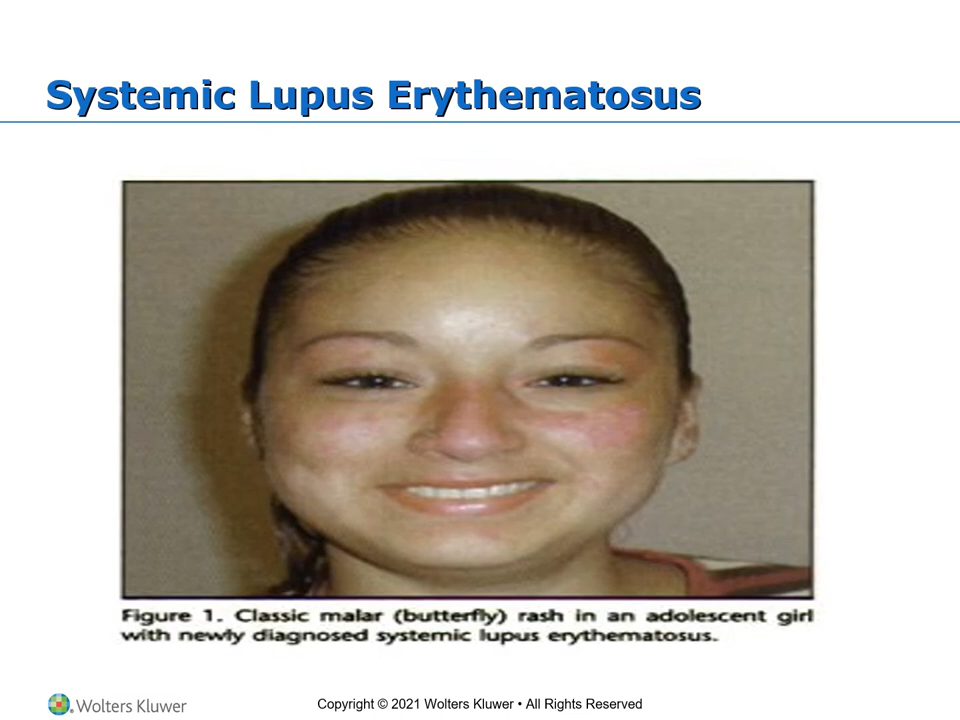 Systemic Lupus Erythematosus
Figure 1. Classic malar (butterfly) rash in an adolescent girl
with newly diagnosed systemic lupus erythematosus.
Wolters Kluwer
Copyright © 2021 Wolters Kluwer • All Rights Reserved